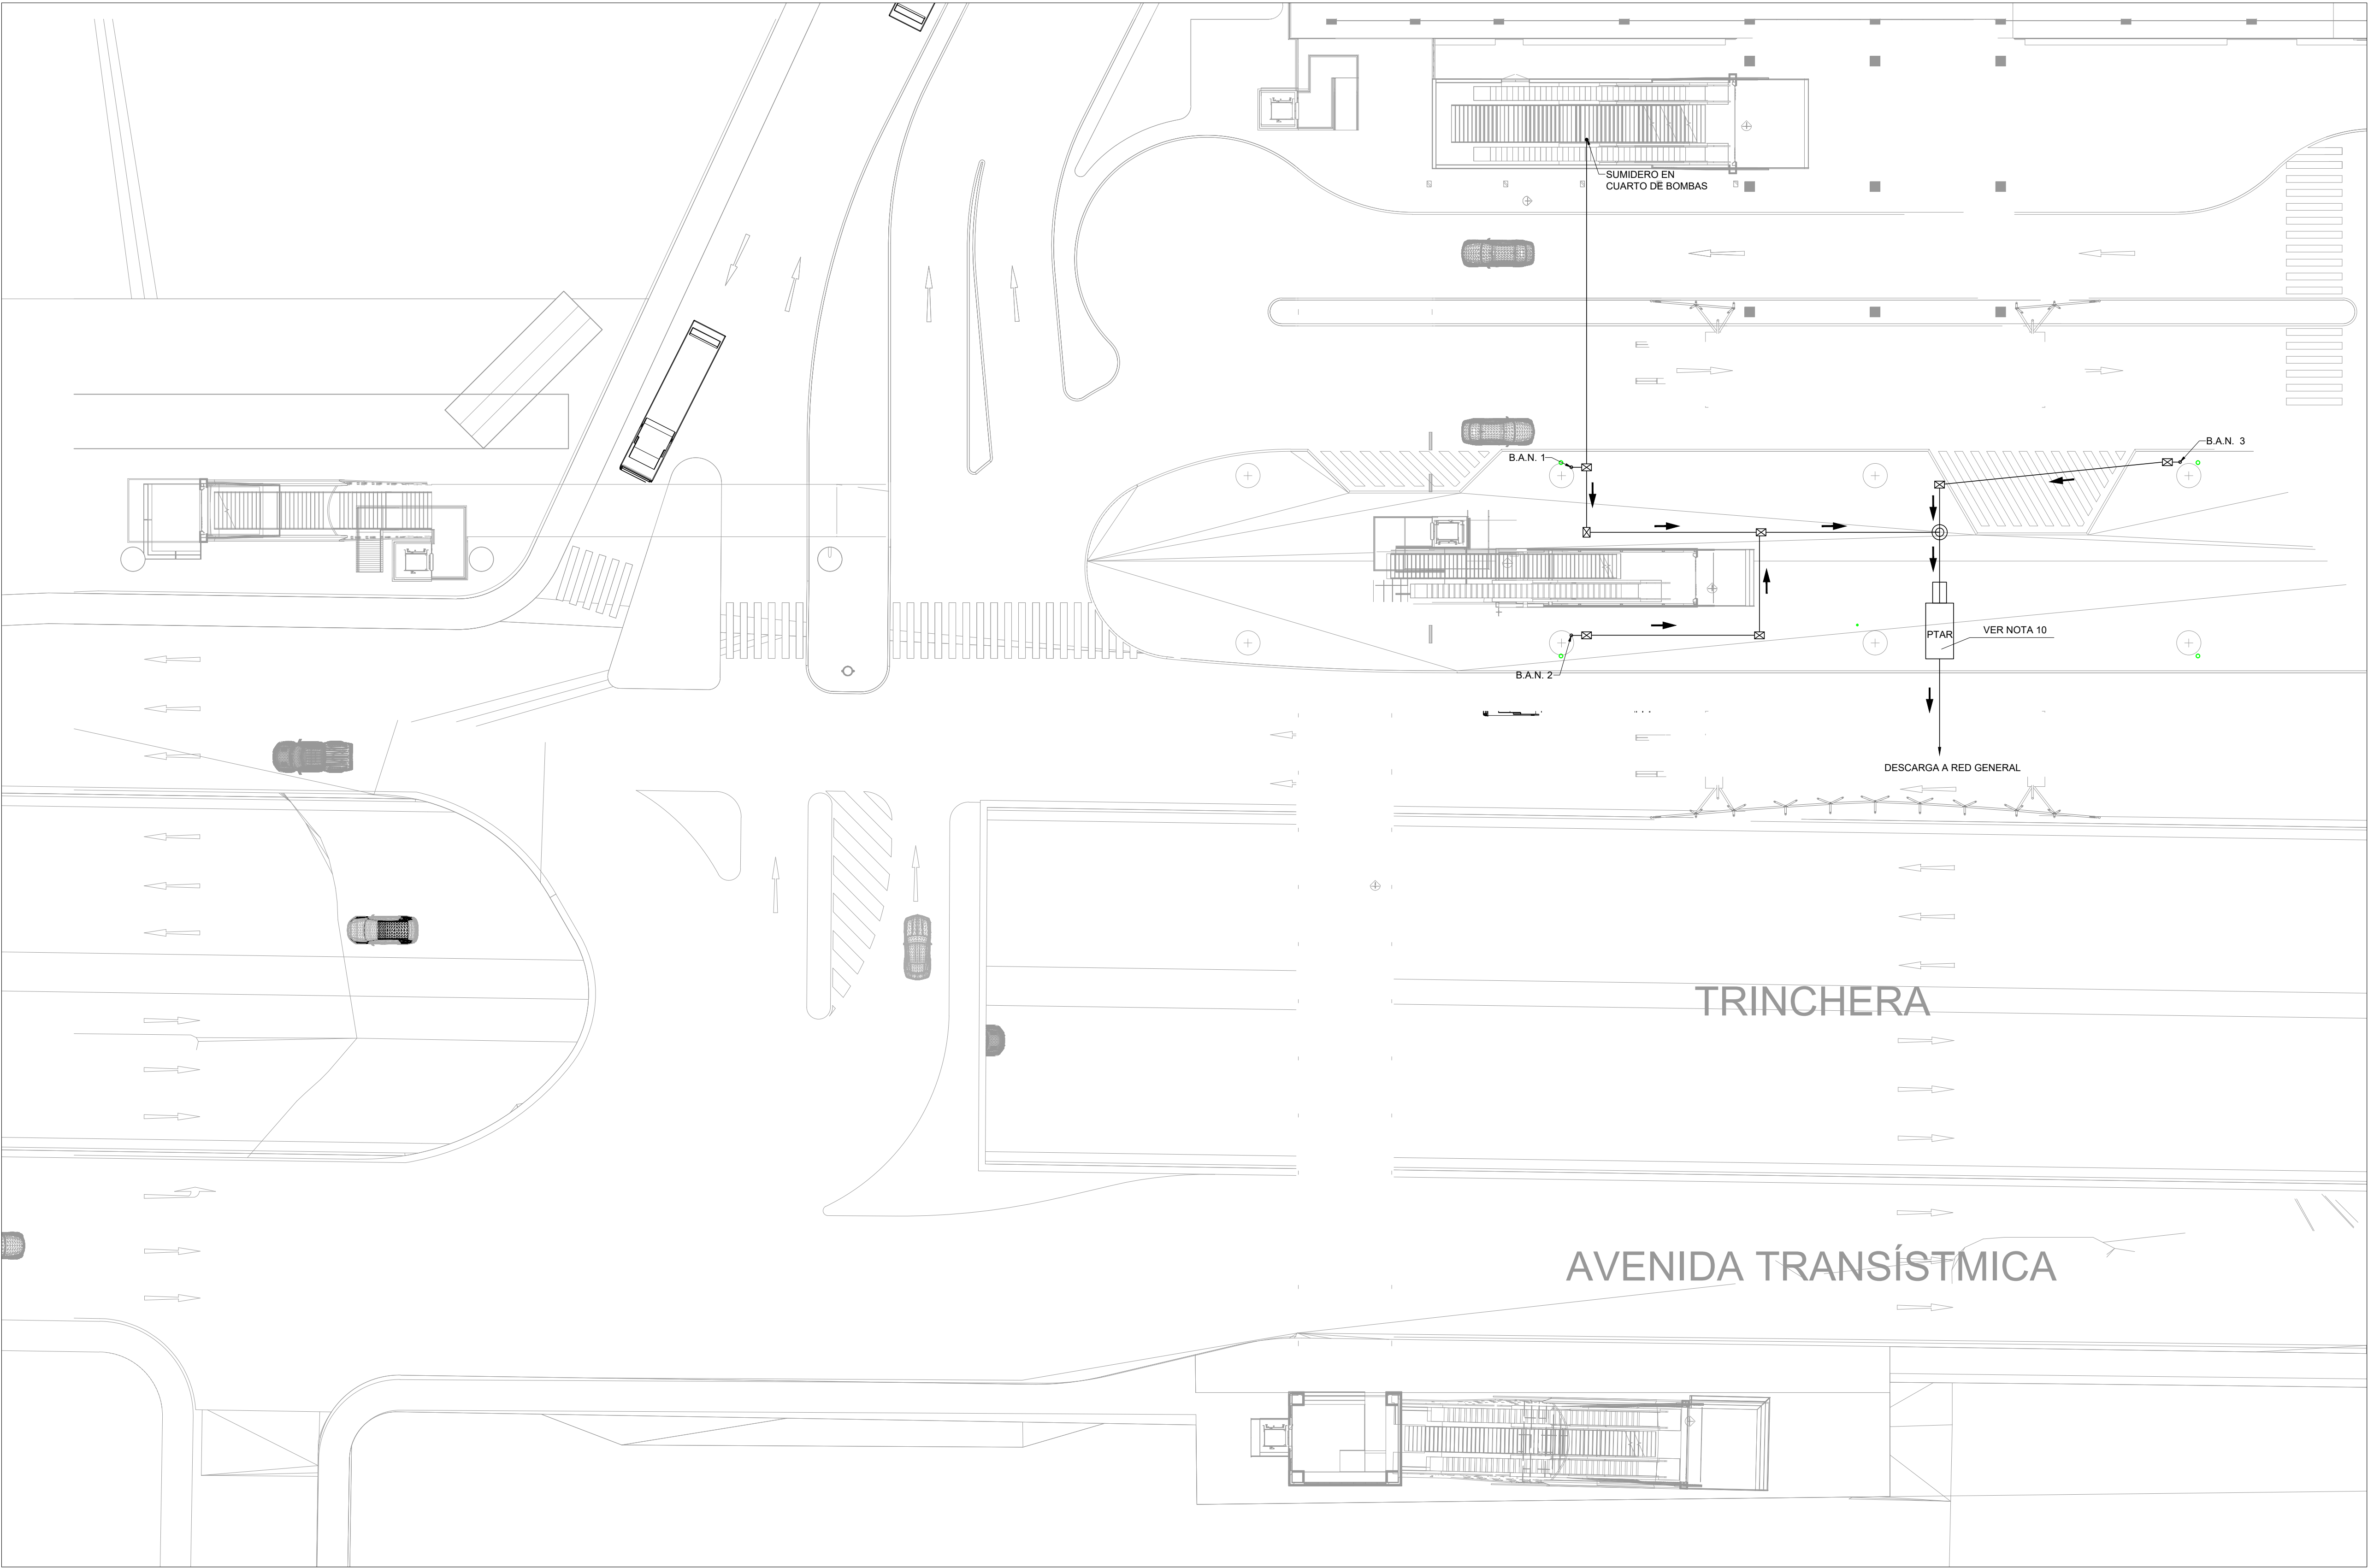 SUMIDERO EN
CUARTO DE BOMBAS
B.A.N. 3
B.A.N. 1
PTAR
VER NOTA 10
B.A.N. 2
DESCARGA A RED GENERAL
TRINCHERA
AVENIDA TRANSÍSTMICA